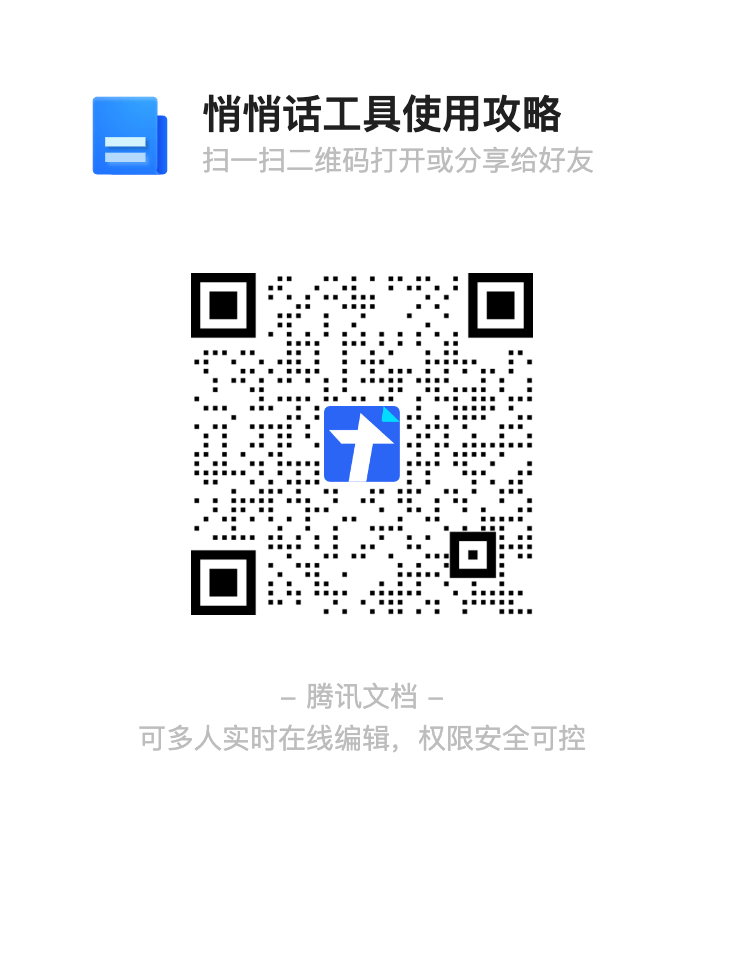 悄悄话工具使用攻略
扫一扫二维码打开或分享给好友
– 腾讯文档 –
可多人实时在线编辑，权限安全可控